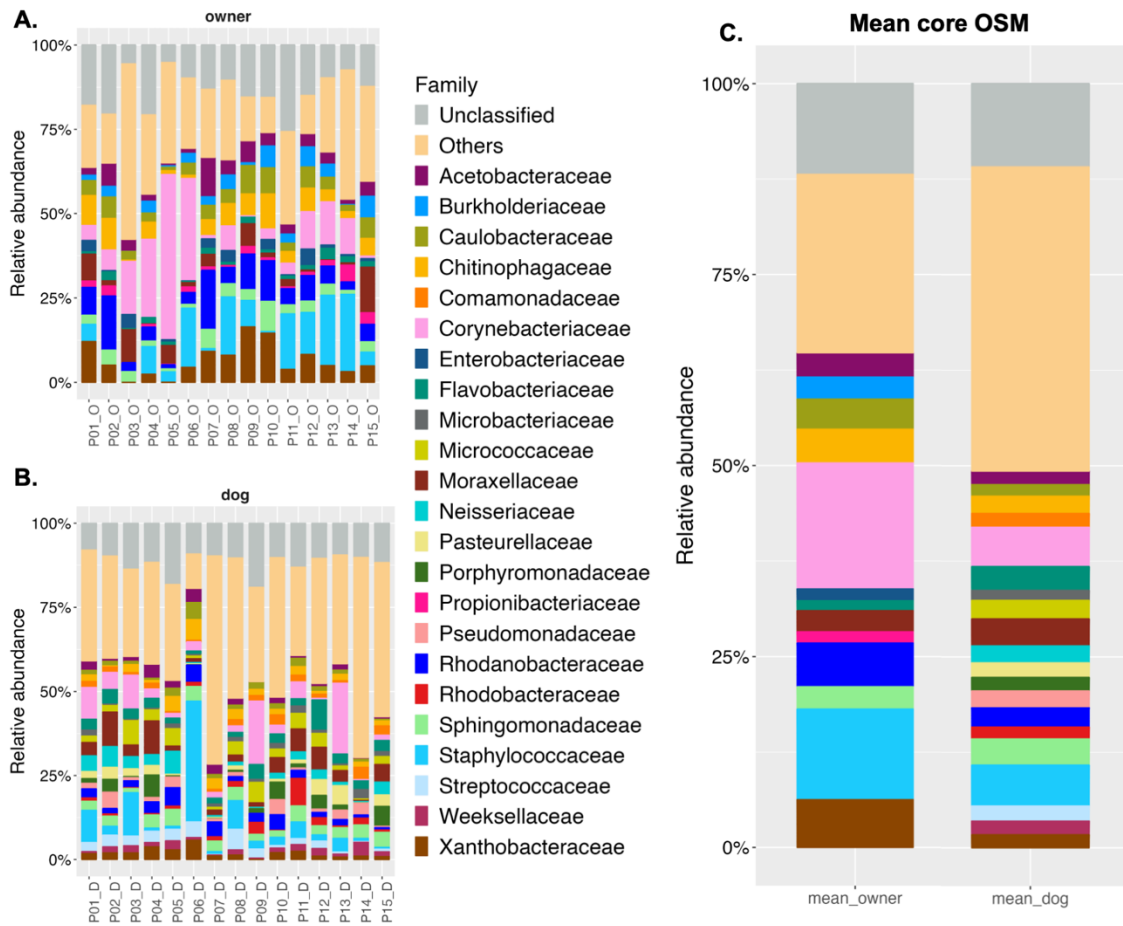 A.
owner
100%
75%
50%
25%
0%
Relative abundance
P01_O
P02_O
P03_O
P04_O
P05_O
P06_O
P07_O
P08_O
P09_O
P10_O
P11_O
P12_O
P13_O
P14_O
P15_O
B.
dog
100%
75%
50%
25%
0%
Relative abundance
P01_D
P02_D
P03_D
P04_D
P05_D
P06_D
P07_D
P08_D
P09_D
P10_D
P11_D
P12_D
P13_D
P14_D
P15_D
Family
Unclassified
Others
Acetobacteraceae
Burkholderiaceae
Caulobacteraceae
Chitinophagaceae
Comamonadaceae
Corynebacteriaceae
Enterobacteriaceae
Flavobacteriaceae
Microbacteriaceae
Micrococcaceae
Moraxellaceae
Neisseriaceae
Pasteurellaceae
Porphyromonadaceae
Propionibacteriaceae
Pseudomonadaceae
Rhodanobacteraceae
Rhodobacteraceae
Sphingomonadaceae
Staphylococcaceae
Streptococcaceae
Weeksellaceae
Xanthobacteraceae
C.
Mean core OSM
100%
75%
50%
25%
0%
Relative abundance
mean_owner
mean_dog